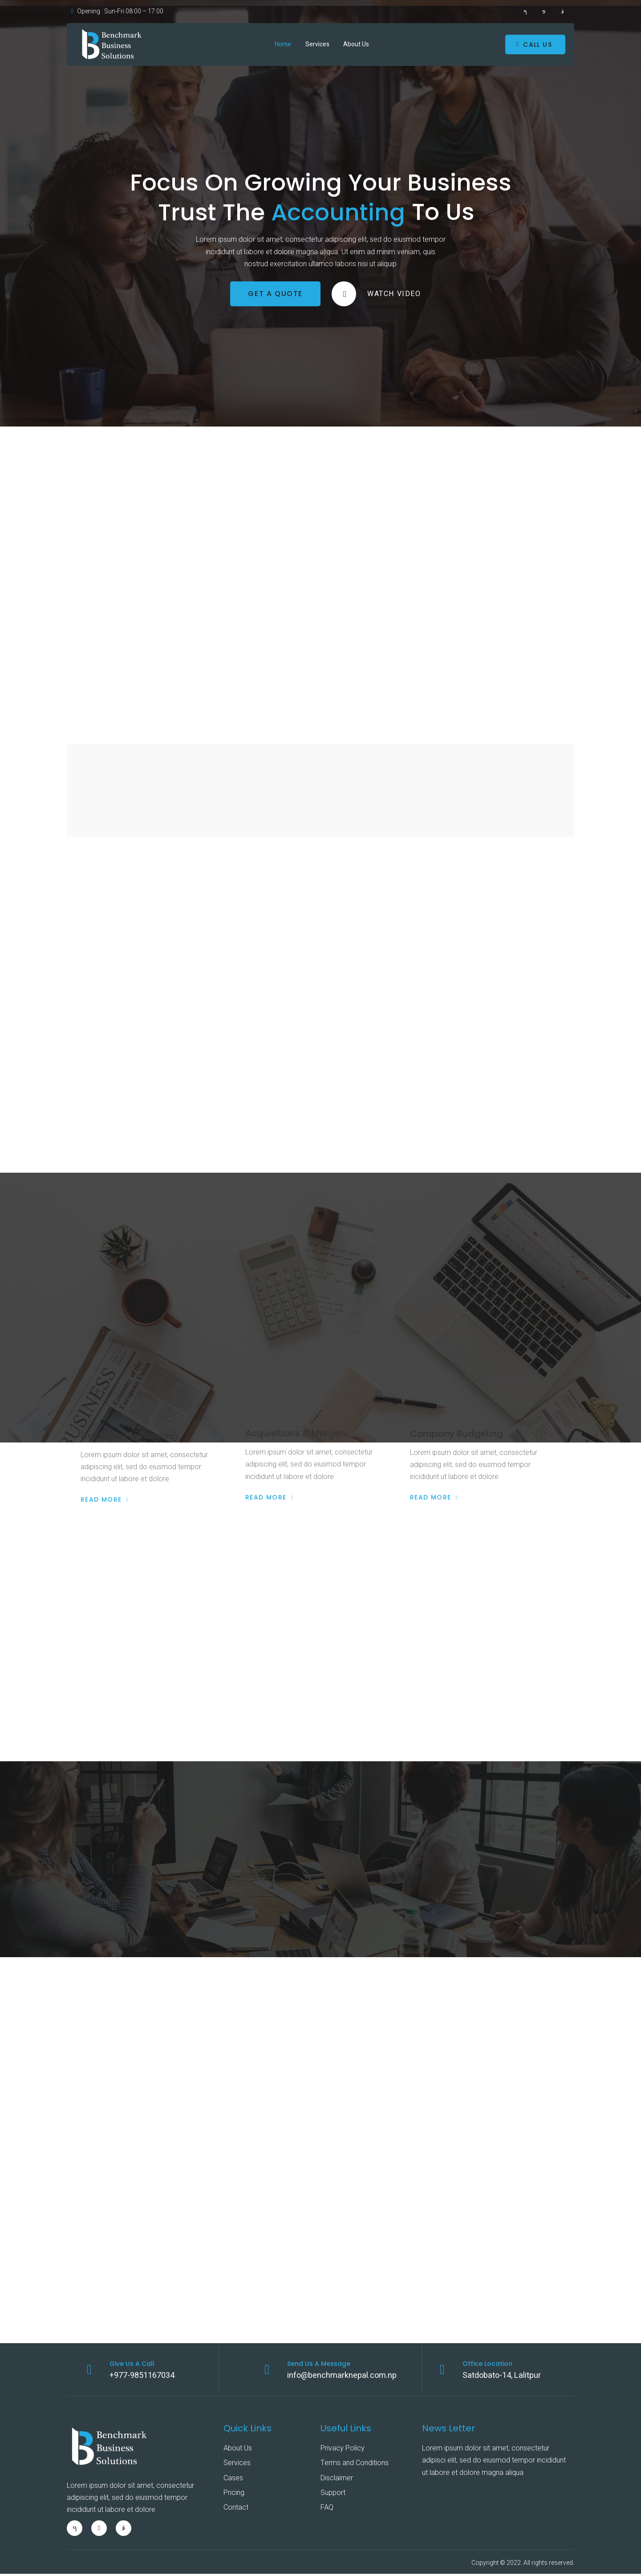 Opening : Sun-Fri 08:00 – 17:00
Benchmark
Business
Solutions
Home Services About Us
CALL US
Focus On Growing Your Business
Trust The Accounting To Us
Lorem ipsum dolor sit amet, consectetur adipiscing elit, sed do eiusmod tempor
incididunt ut labore et dolore magna aliqua. Ut enim ad minim veniam, quis
nostrud exercitation ullamco laboris nisi ut aliquip
GET A QUOTE
WATCH VIDEO
BUSINESS
Acquisitions & Mergers
Company Budgeting
Lorem ipsum dolor sit amet, consectetur
adipiscing elit, sed do eiusmod tempor
incididunt ut labore et dolore
READ MORE
Lorem ipsum dolor sit amet, consectetur
adipiscing elit, sed do eiusmod tempor
incididunt ut labore et dolore
READ MORE
Lorem ipsum dolor sit amet, consectetur
adipiscing elit, sed do eiusmod tempor
incididunt ut labore et dolore
READ MORE
Give Us A Call
+977-9851167034
Send Us A Message
info@benchmarknepal.com.np
Office Location
Satdobato-14, Lalitpur
Benchmark
Business
Solutions
Lorem ipsum dolor sit amet, consectetur
adipiscing elit, sed do eiusmod tempor
incididunt ut labore et dolore
Quick Links
About Us
Services
Cases
Pricing
Contact
Useful Links
Privacy Policy
Terms and Conditions
Disclaimer
Support
FAQ
News Letter
Lorem ipsum dolor sit amet, consectetur
adipisci elit, sed do eiusmod tempor incididunt
ut labore et dolore magna aliqua
Copyright © 2022. All rights reserved.